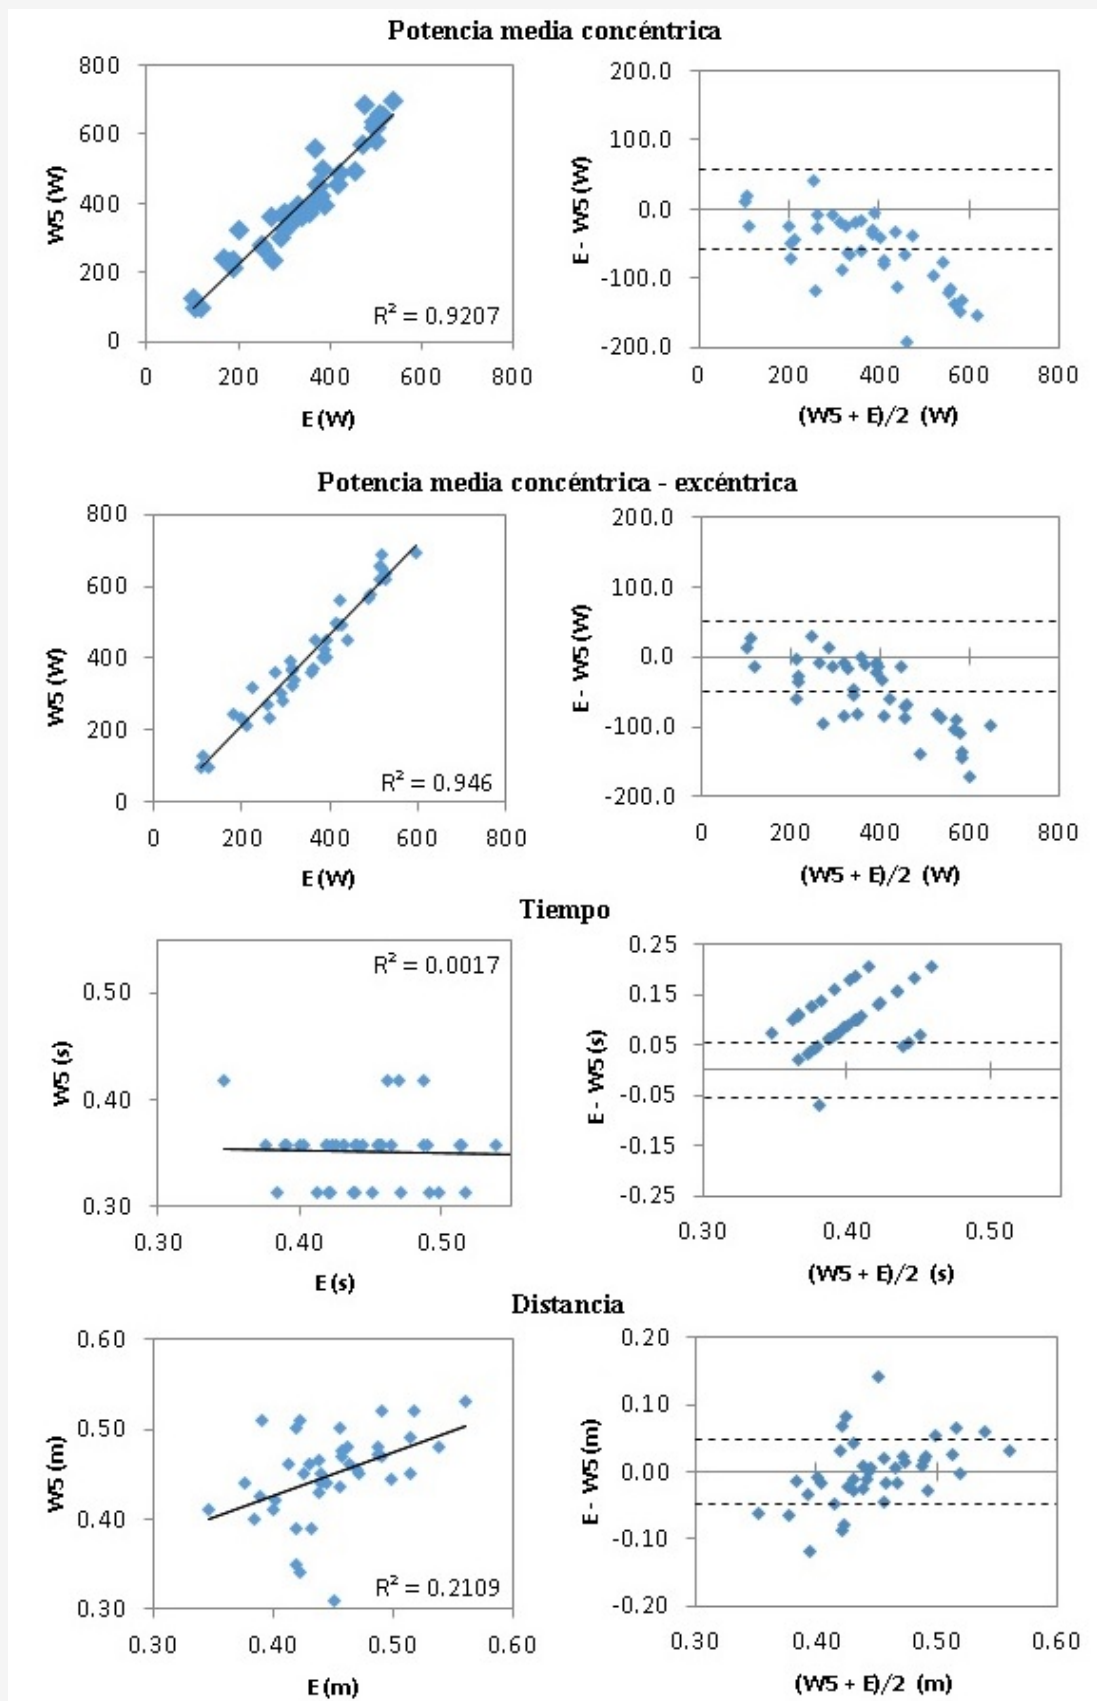 Potencia media concéntrica
800
600
400
200
0
W5 (W)
R² = 0.9207
0 200 400 600 800
E (W)
200.0
100.0
0.0
-100.0
-200.0
E - W5 (W)
0 200 400 600 800
(W5 + E)/2 (W)
Potencia media concéntrica - excéntrica
800
600
400
200
0
W5 (W)
R² = 0.946
0 200 400 600 800
E (W)
200.0
100.0
0.0
-100.0
-200.0
E - W5 (W)
0 200 400 600 800
(W5 + E)/2 (W)
Tiempo
R² = 0.0017
0.50
0.40
0.30
W5 (s)
0.30 0.40 0.50
E (s)
0.25
0.15
0.05
-0.05
-0.15
-0.25
E - W5 (s)
0.30 0.40 0.50
(W5 + E)/2 (s)
Distancia
0.60
0.50
0.40
0.30
W5 (m)
R² = 0.2109
0.30 0.40 0.50 0.60
E (m)
0.20
0.10
0.00
-0.10
-0.20
E - W5 (m)
0.30 0.40 0.50 0.60
(W5 + E)/2 (m)